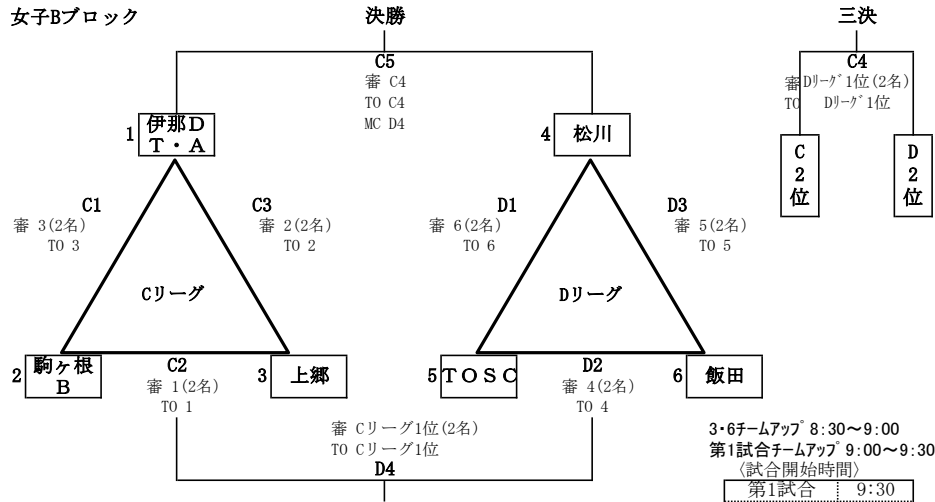 女子Bブロック
決勝
三決
C5
C4
審 C4
TO C4
MC D4
審 Dリーグ1位(2名)
TO Dリーグ1位
1 伊那D
T・A
4 松川
C2位
D2位
C1
審 3(2名)
TO 3
C3
審 2(2名)
TO 2
D1
審 6(2名)
TO 6
D3
審 5(2名)
TO 5
Cリーグ
Dリーグ
2 駒ヶ根
B
C2
審 1(2名)
TO 1
3 上郷
5 TOSC
D2
審 4(2名)
TO 4
6 飯田
審 Cリーグ1位(2名)
TO Cリーグ1位
D4
3・6チームアップ 8:30~9:00
第1試合チームアップ 9:00~9:30
〈試合開始時間〉
第1試合 9:30